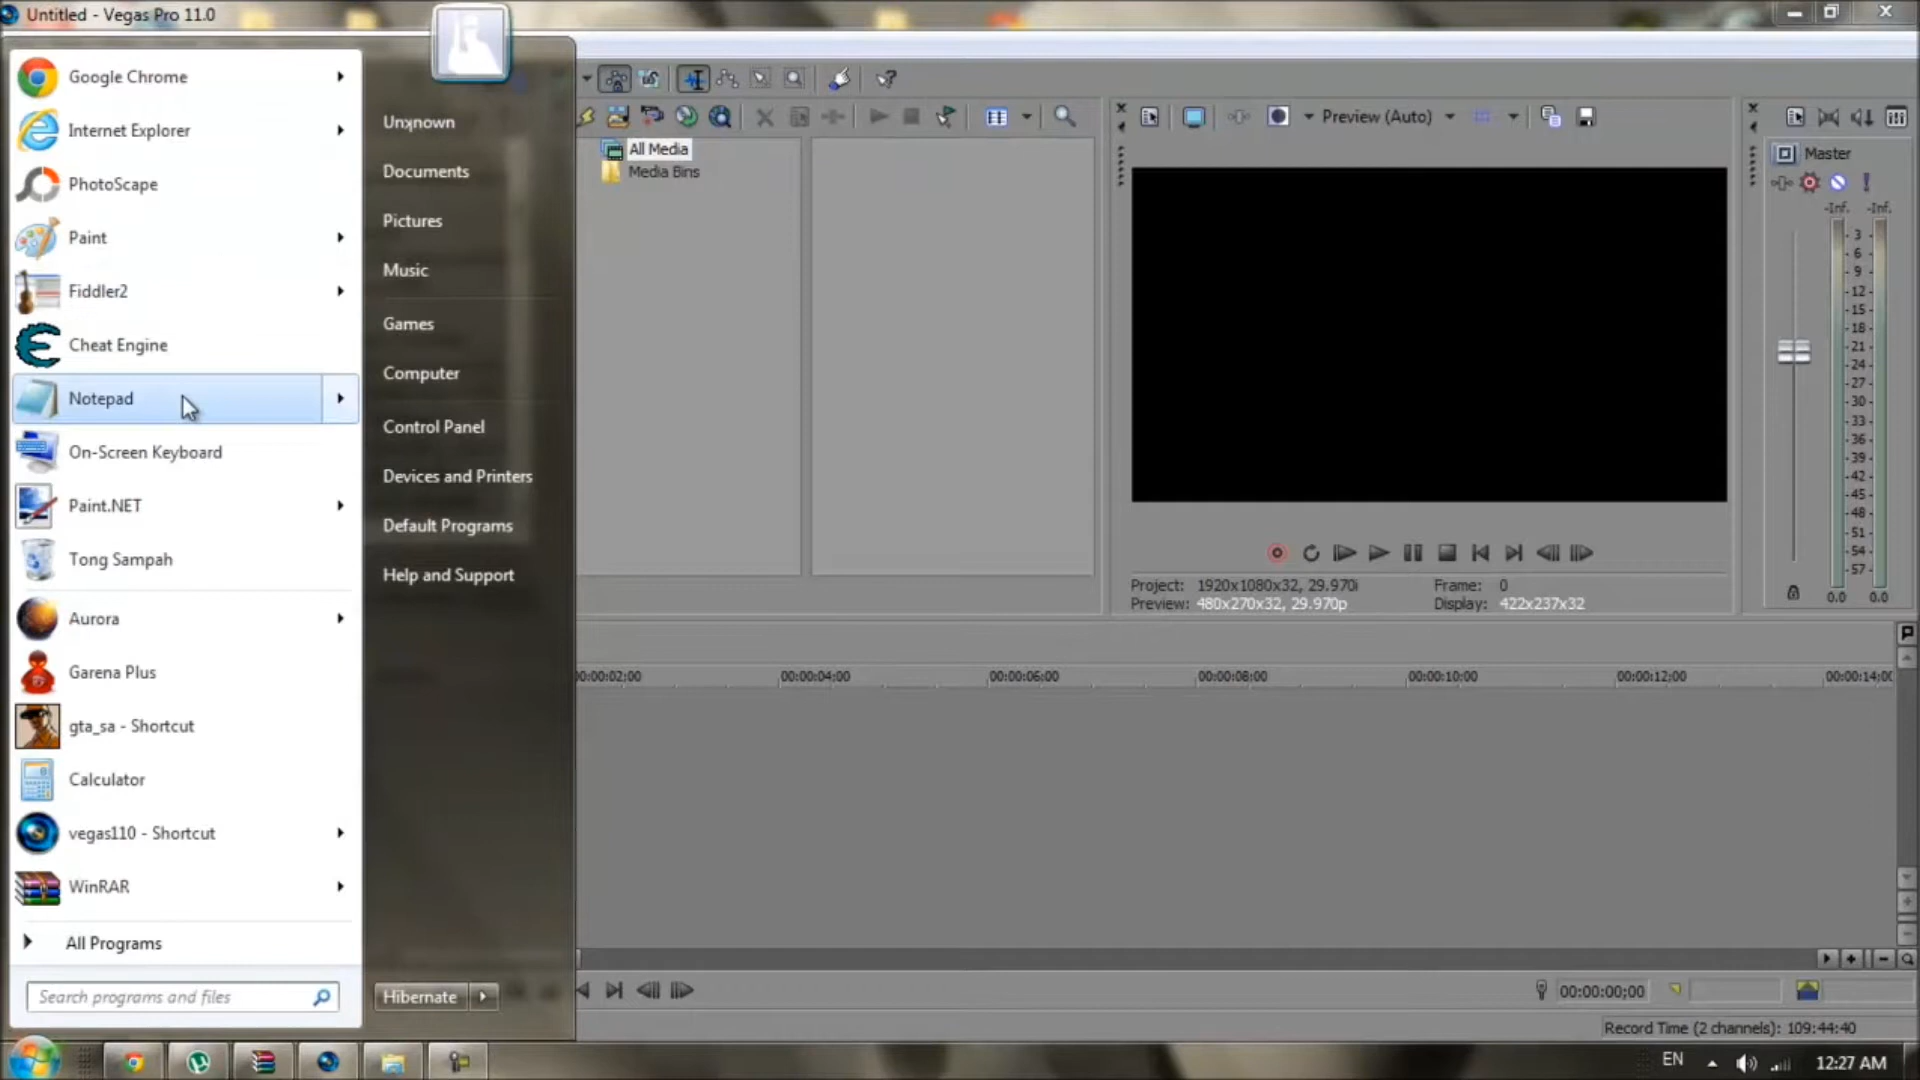 Untitled - Vegas Pro 11.0
Google Chrome
Internet Explorer
PhotoScape
Paint
Fiddler2
Cheat Engine
Notepad
On-Screen Keyboard
Paint.NET
Tong Sampah
Aurora
Garena Plus
gta_sa - Shortcut
Calculator
vegas110 - Shortcut
WinRAR
All Programs
Search programs and files
Unknown
Documents
Pictures
Music
Games
Computer
Control Panel
Devices and Printers
Default Programs
Help and Support
Hibernate
All Media
Media Bins
Preview (Auto)
Project: 1920x1080x32, 29.970i
Preview: 480x270x32, 29.970p
Frame: 0
Display: 422x237x32
Master
-Inf. -Inf.
3
6
9
-12-
-15-
-18-
-21-
-24-
-27-
-30-
-33-
-36-
-39-
-42-
-45-
-48-
-51-
-54-
-57-
0.0 0.0
00:00:02;00 00:00:04;00 00:00:06;00 00:00:08;00 00:00:10;00 00:00:12;00 00:00:14;00
00:00:00;00
Record Time (2 channels): 109:44:40
EN
12:27 AM